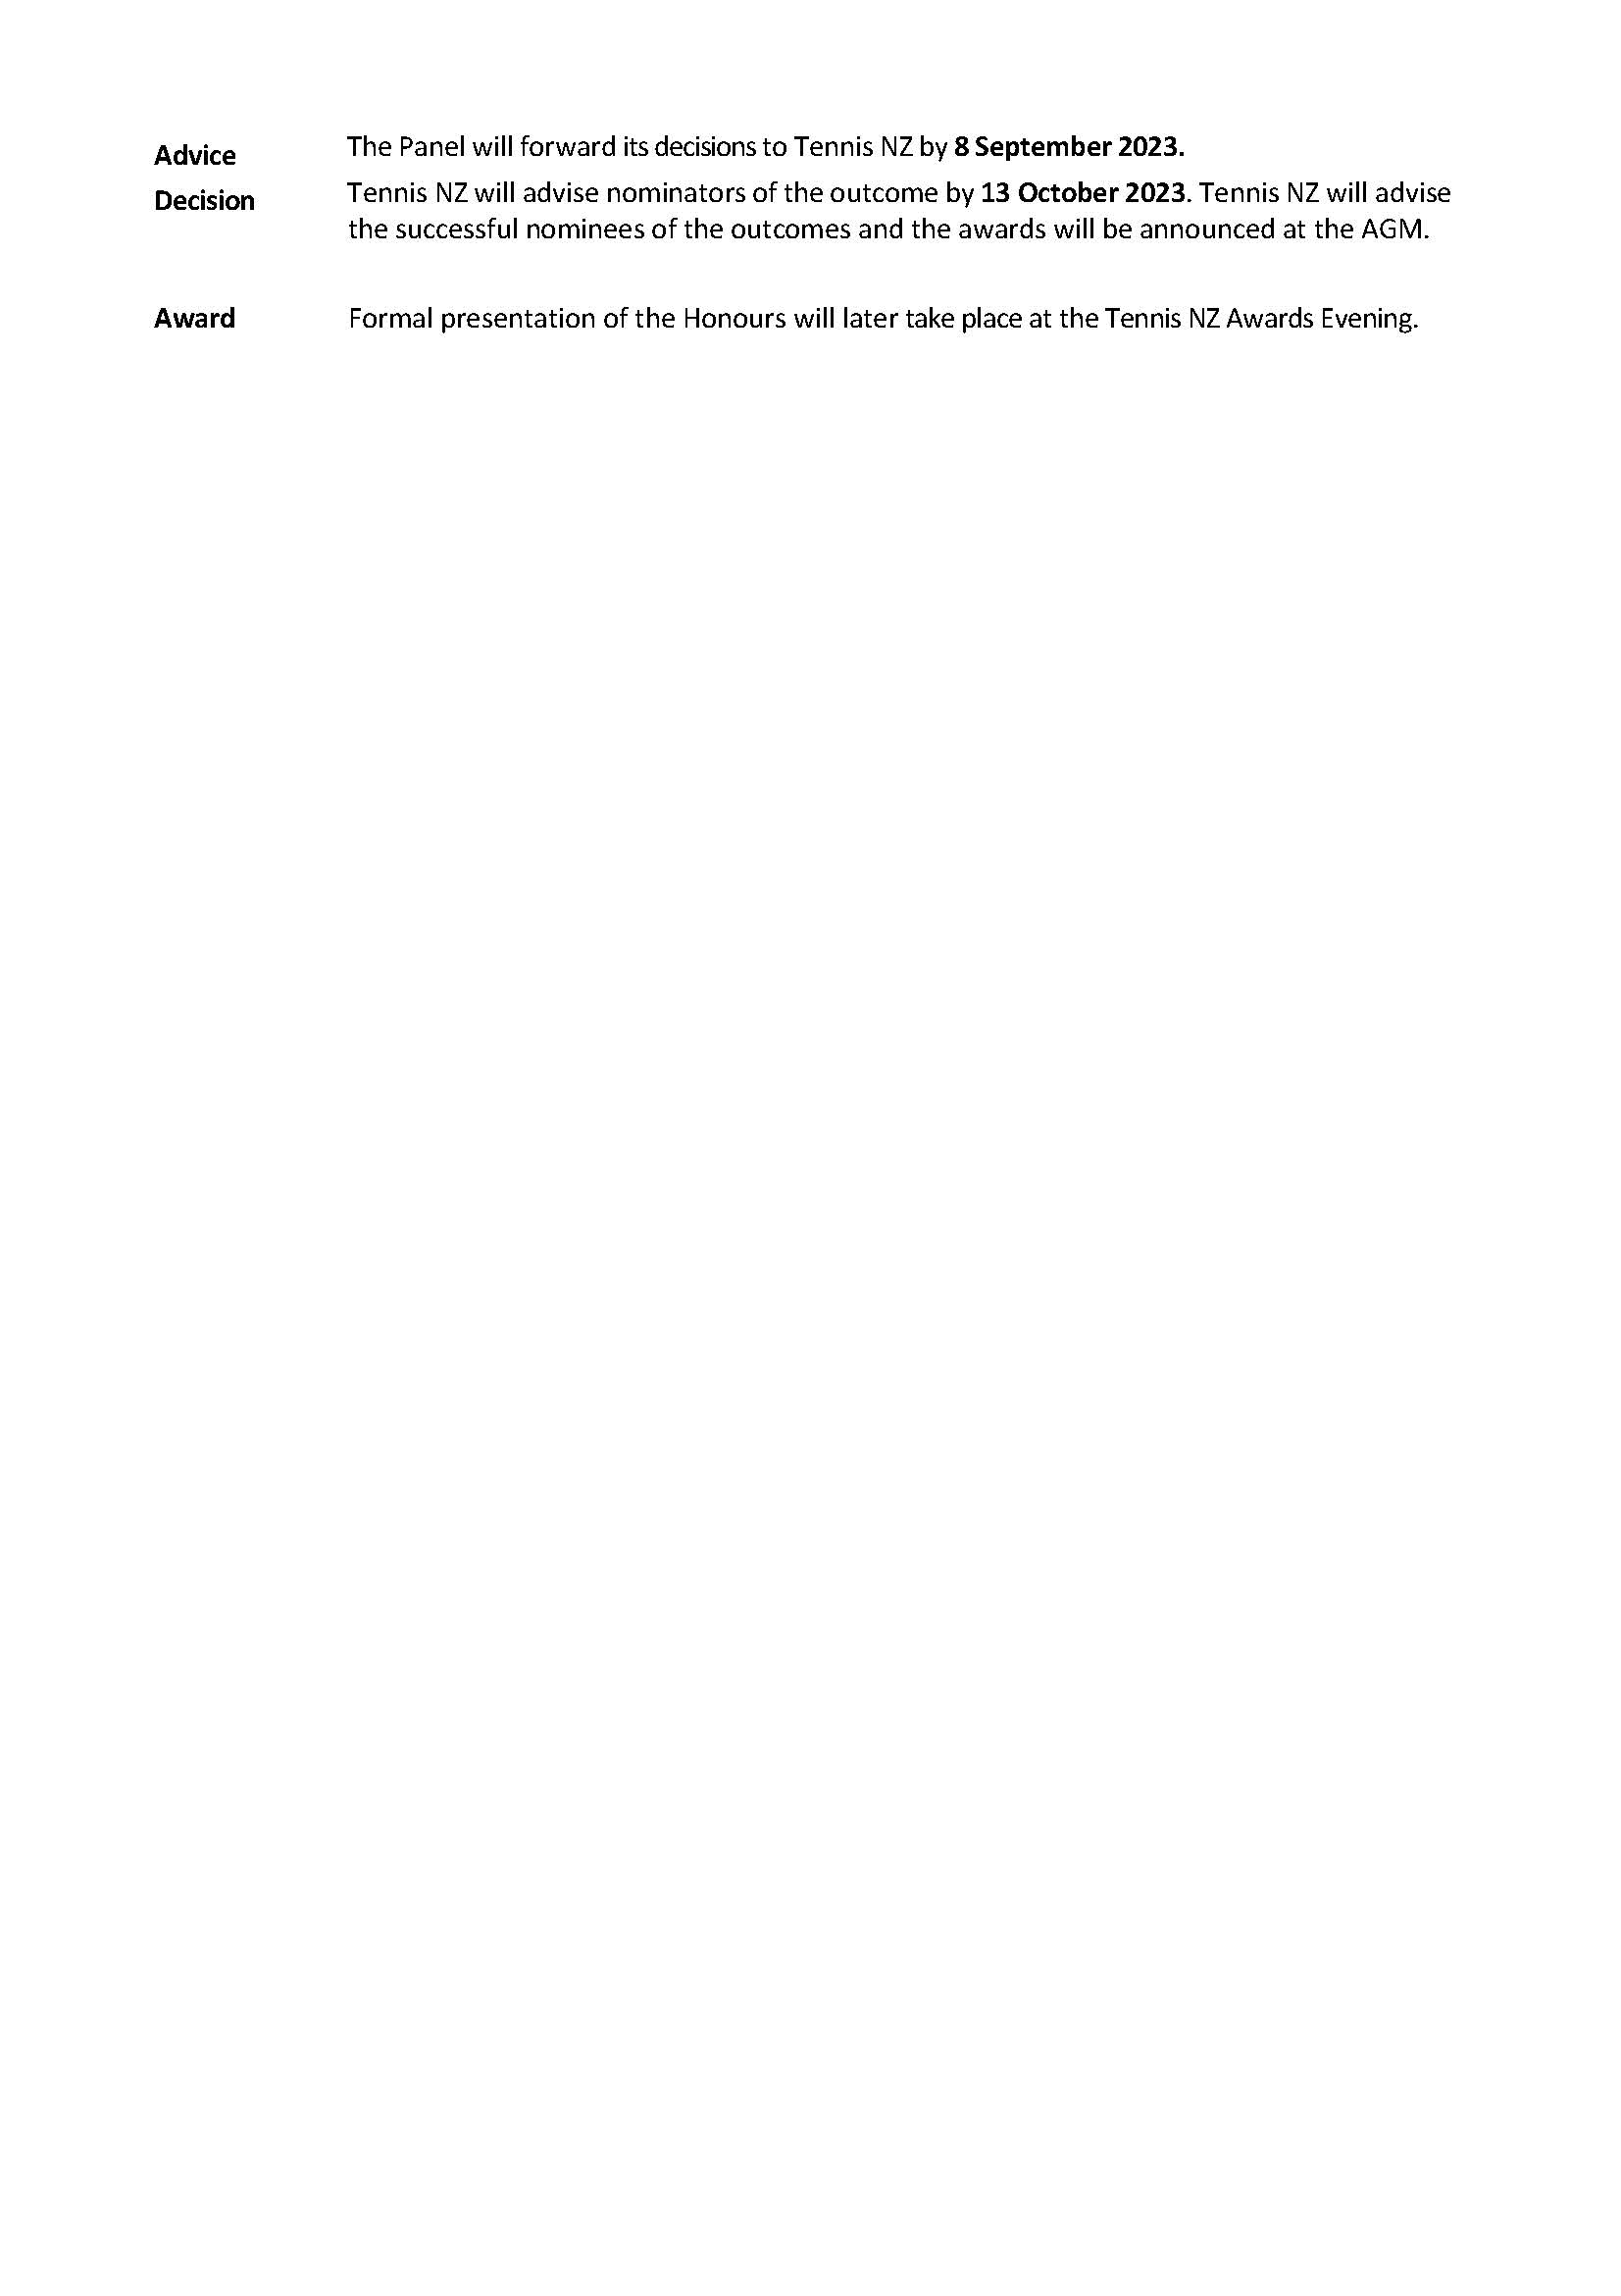 Advice The Panel will forward its decisions to Tennis NZ by 8 September 2023.
Decision Tennis NZ will advise nominators of the outcome by 13 October 2023. Tennis NZ will advise
the successful nominees of the outcomes and the awards will be announced at the AGM.
Award Formal presentation of the Honours will later take place at the Tennis NZ Awards Evening.